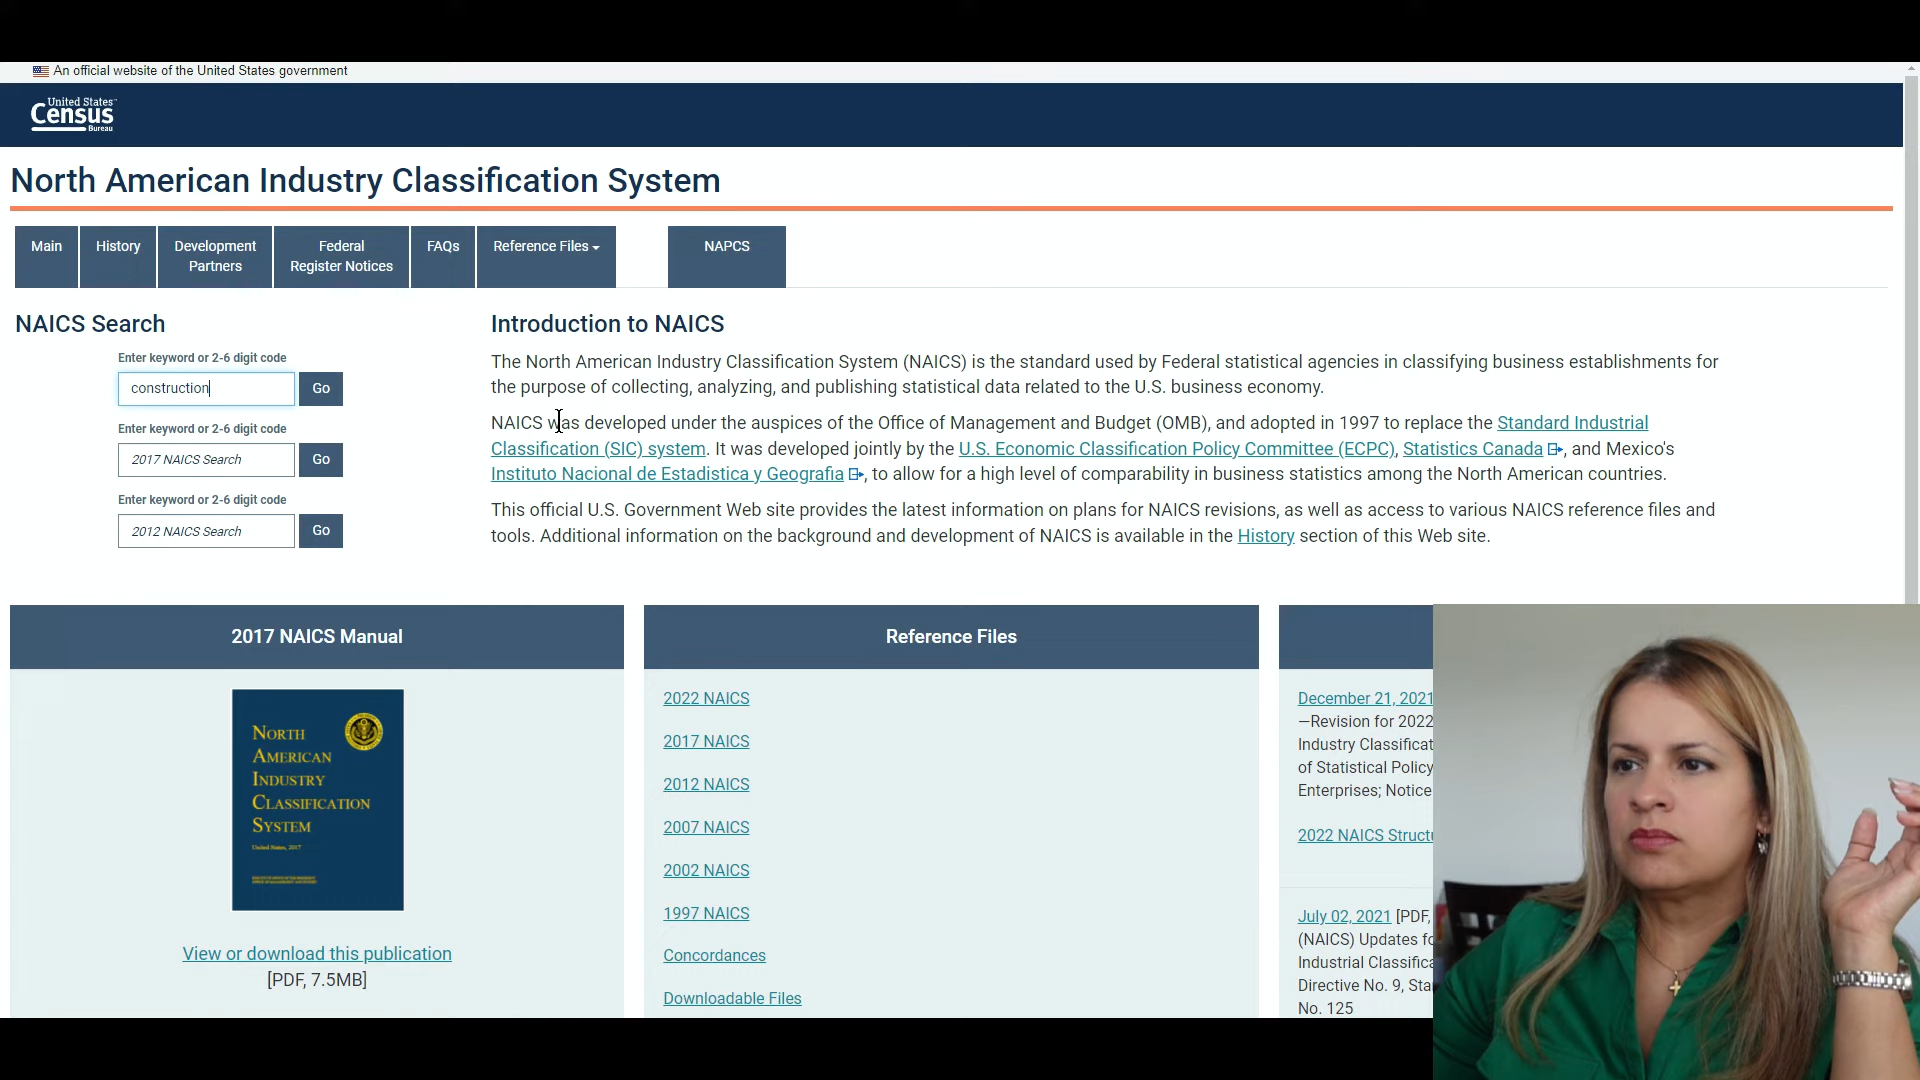 An official website of the United States government
United States™
Census
Bureau
North American Industry Classification System
Main
History
Development
Partners
Federal
Register Notices
FAQs
Reference Files
NAPCS
NAICS Search
Enter keyword or 2-6 digit code
construction
Go
Enter keyword or 2-6 digit code
2017 NAICS Search
Go
Enter keyword or 2-6 digit code
2012 NAICS Search
Go
Introduction to NAICS
The North American Industry Classification System (NAICS) is the standard used by Federal statistical agencies in classifying business establishments for
the purpose of collecting, analyzing, and publishing statistical data related to the U.S. business economy.
NAICS was developed under the auspices of the Office of Management and Budget (OMB), and adopted in 1997 to replace the Standard Industrial
Classification (SIC) system. It was developed jointly by the U.S. Economic Classification Policy Committee (ECPC), Statistics Canada, and Mexico's
Instituto Nacional de Estadistica y Geografia, to allow for a high level of comparability in business statistics among the North American countries.
This official U.S. Government Web site provides the latest information on plans for NAICS revisions, as well as access to various NAICS reference files and
tools. Additional information on the background and development of NAICS is available in the History section of this Web site.
2017 NAICS Manual
NORTH
AMERICAN
INDUSTRY
CLASSIFICATION
SYSTEM
United States, 2017
View or download this publication
[PDF, 7.5MB]
Reference Files
2022 NAICS
2017 NAICS
2012 NAICS
2007 NAICS
2002 NAICS
1997 NAICS
Concordances
Downloadable Files
December 21, 2021
—Revision for 2022
Industry Classificat
of Statistical Policy
Enterprises; Notice
2022 NAICS Structu
July 02, 2021 [PDF,
(NAICS) Updates fo
Industrial Classifica
Directive No. 9, Sta
No. 125